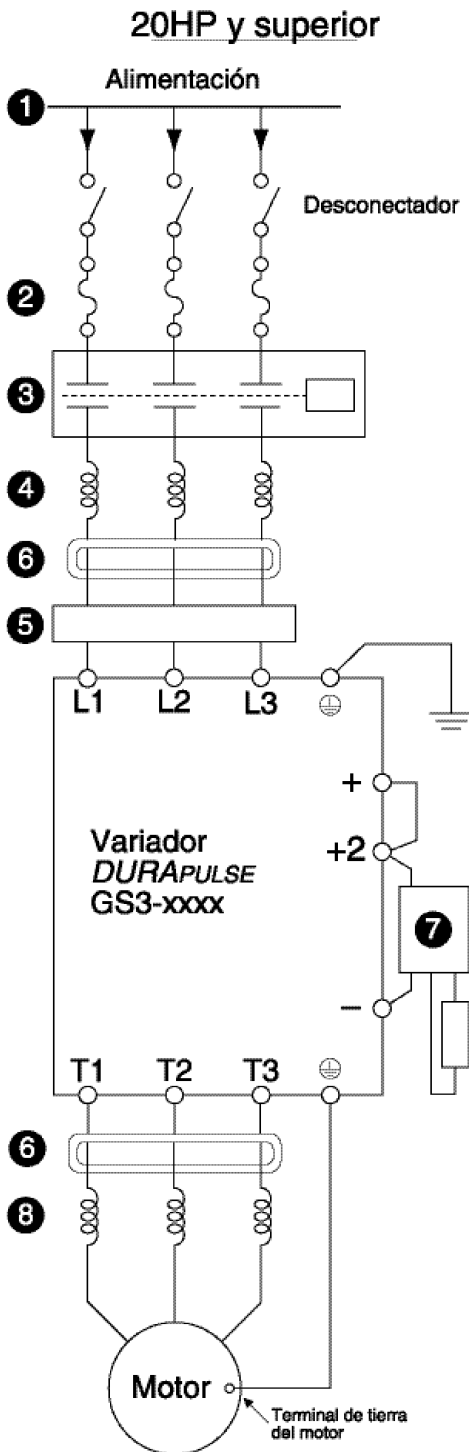 20HP y superior
Alimentación
1
Desconectador
2
3
4
6
5
L1 L2 L3
+
+2
Variador
DURAPULSE
GS3-xxxx
7
−
T1 T2 T3
6
8
Motor
Terminal de tierra
del motor